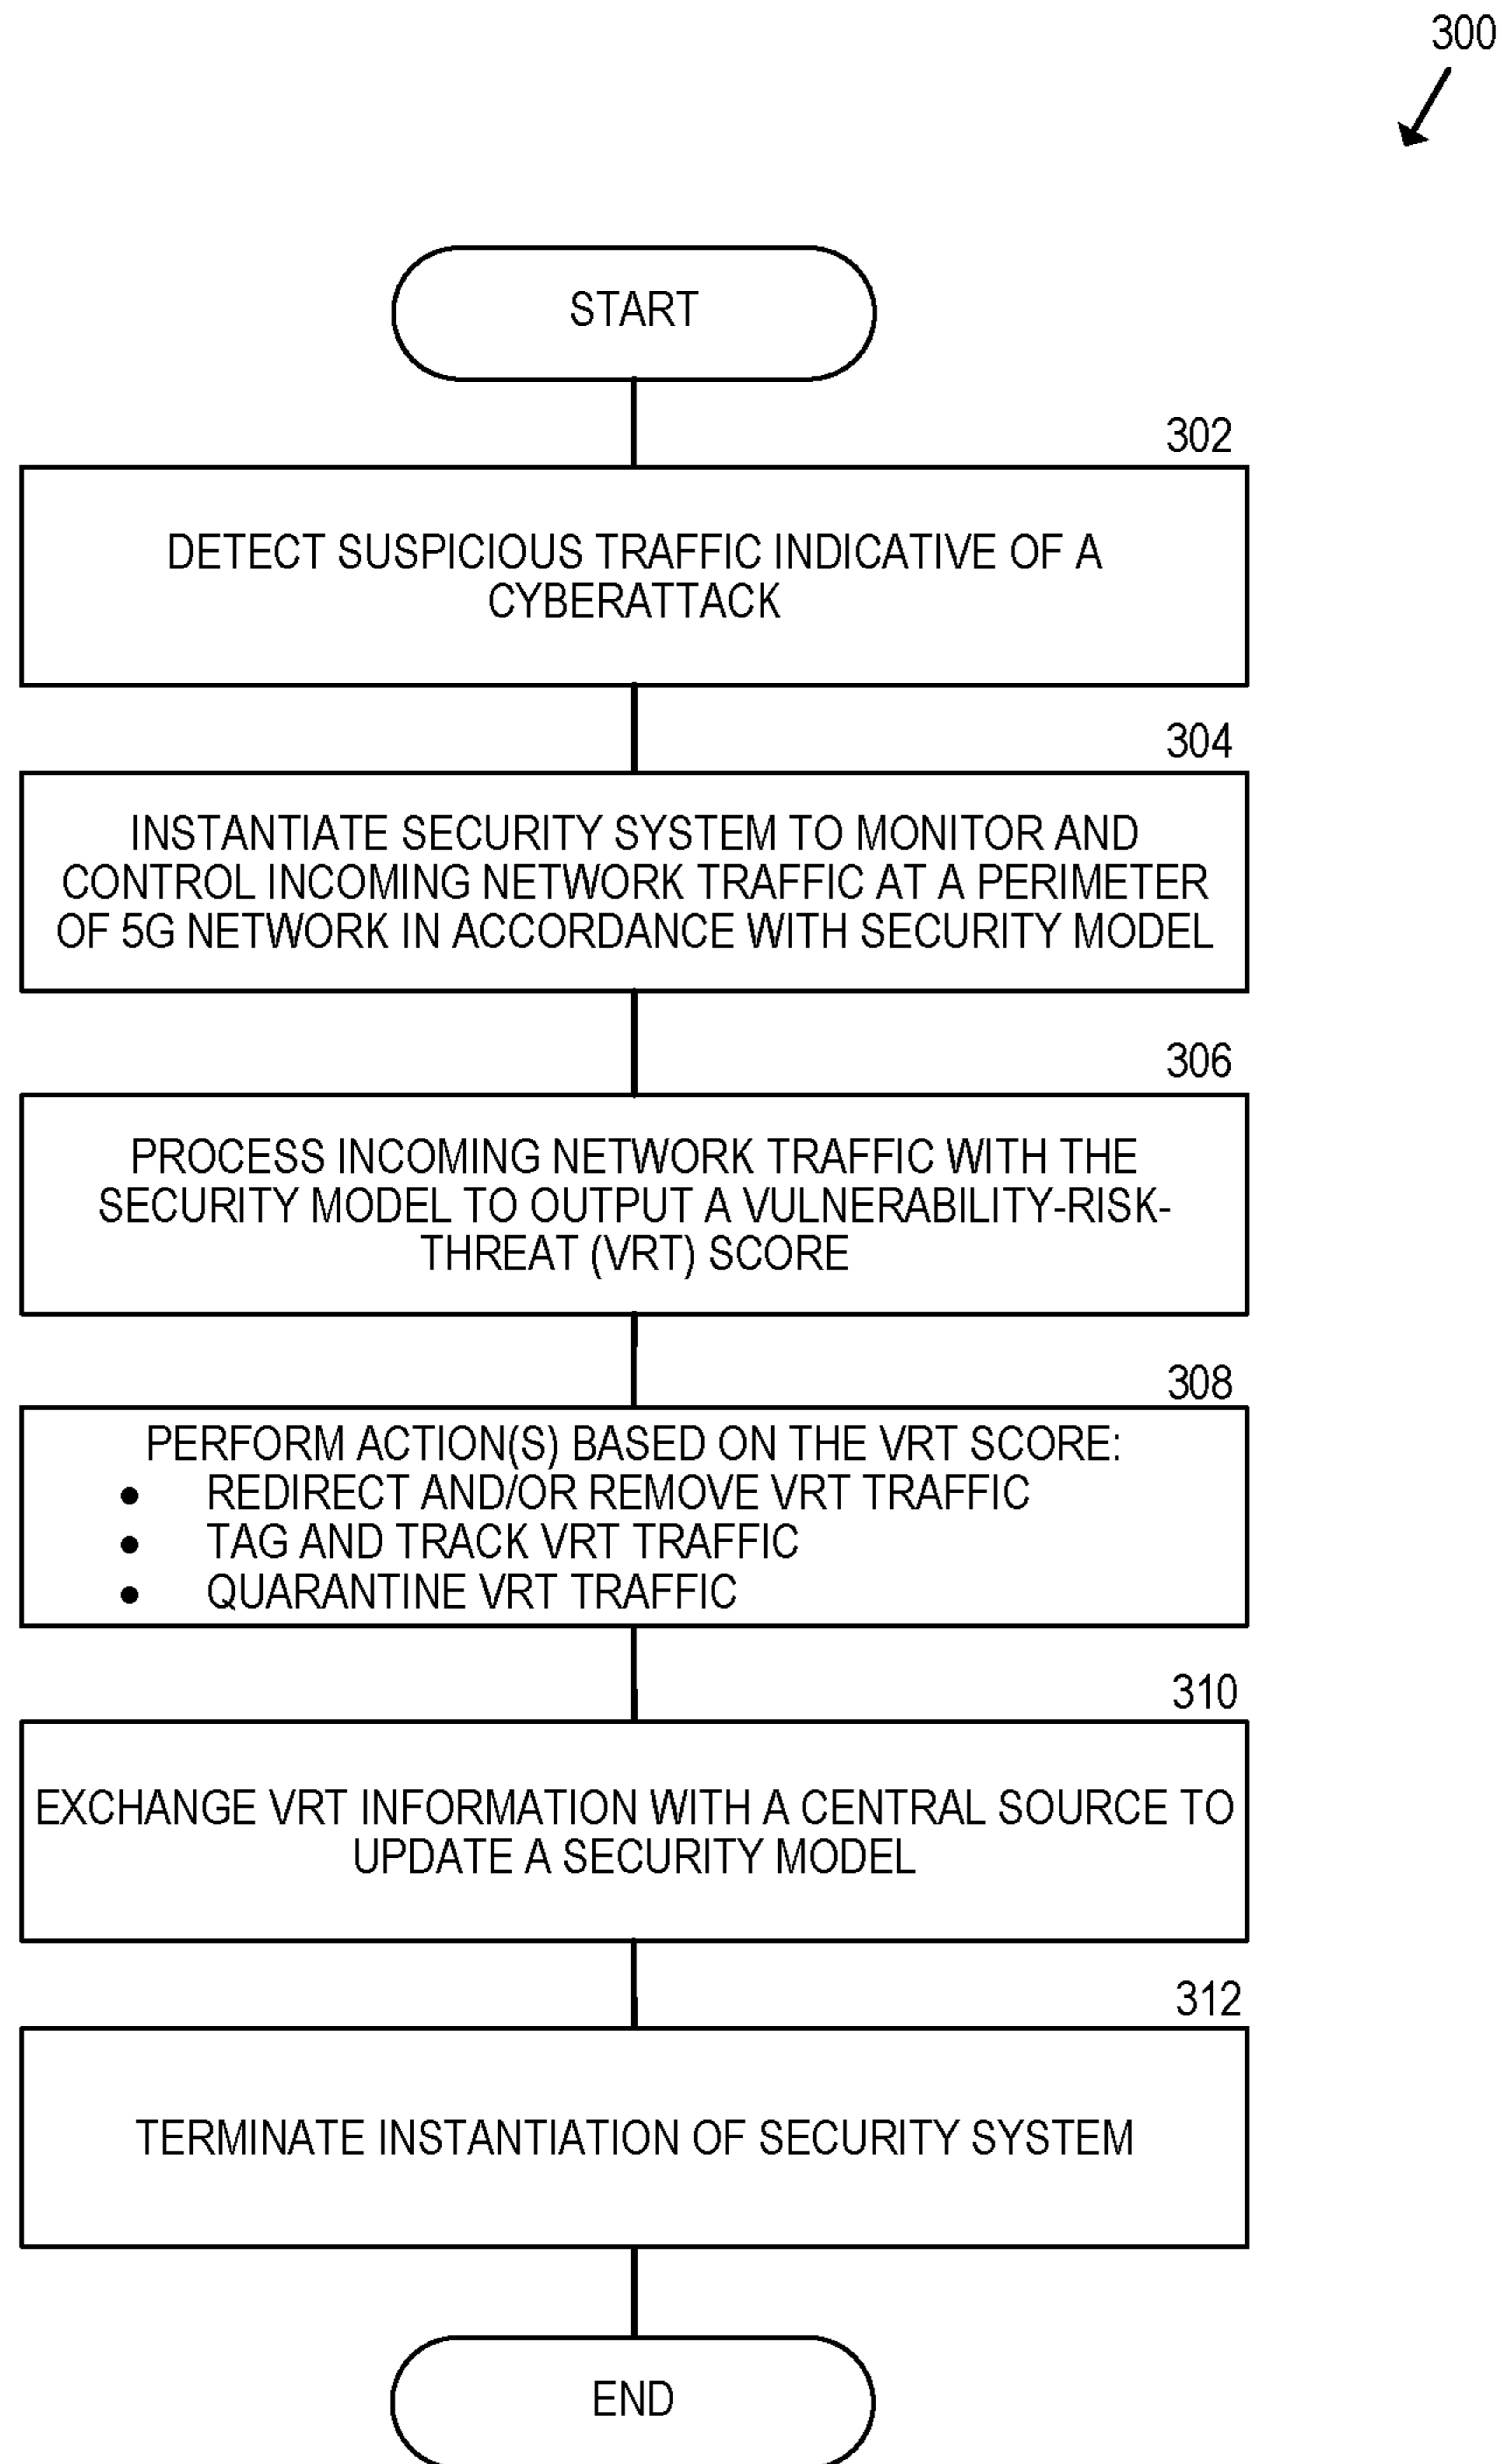 300
START
302
DETECT SUSPICIOUS TRAFFIC INDICATIVE OF A
CYBERATTACK
304
INSTANTIATE SECURITY SYSTEM TO MONITOR AND
CONTROL INCOMING NETWORK TRAFFIC AT A PERIMETER
OF 5G NETWORK IN ACCORDANCE WITH SECURITY MODEL
306
PROCESS INCOMING NETWORK TRAFFIC WITH THE
SECURITY MODEL TO OUTPUT A VULNERABILITY-RISK-
THREAT (VRT) SCORE
308
PERFORM ACTION(S) BASED ON THE VRT SCORE:
• REDIRECT AND/OR REMOVE VRT TRAFFIC
• TAG AND TRACK VRT TRAFFIC
• QUARANTINE VRT TRAFFIC
310
EXCHANGE VRT INFORMATION WITH A CENTRAL SOURCE TO
UPDATE A SECURITY MODEL
312
TERMINATE INSTANTIATION OF SECURITY SYSTEM
END